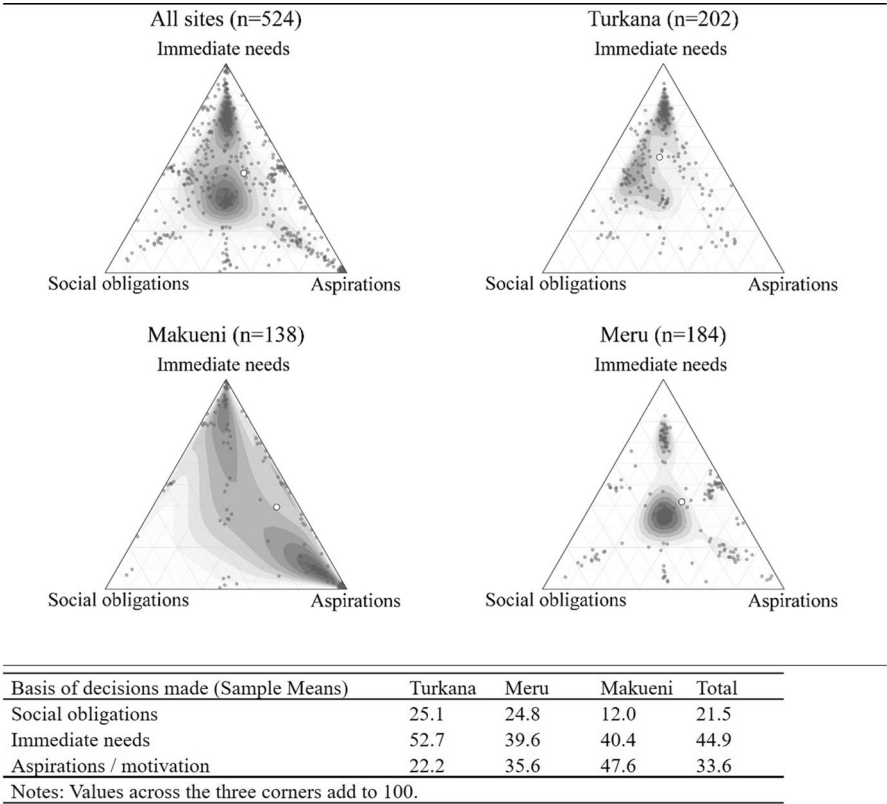 All sites (n=524)
Immediate needs
Social obligations
Aspirations
Turkana (n=202)
Immediate needs
Social obligations
Aspirations
Makueni (n=138)
Immediate needs
Social obligations
Aspirations
Meru (n=184)
Immediate needs
Social obligations
Aspirations
Basis of decisions made (Sample Means) Turkana Meru Makueni Total
Social obligations 25.1 24.8 12.0 21.5
Immediate needs 52.7 39.6 40.4 44.9
Aspirations / motivation 22.2 35.6 47.6 33.6
Notes: Values across the three corners add to 100.